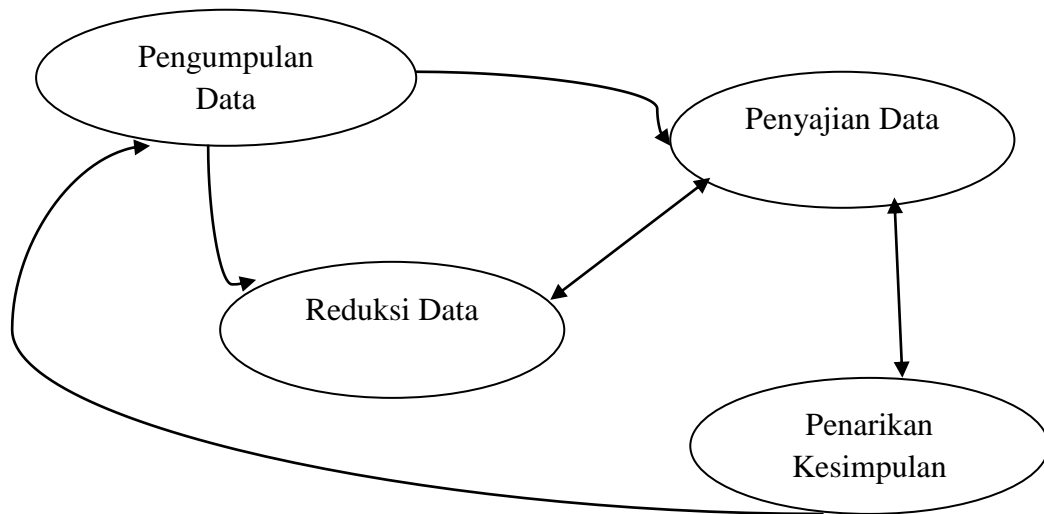 Pengumpulan
Data
Penyajian Data
Reduksi Data
Penarikan
Kesimpulan